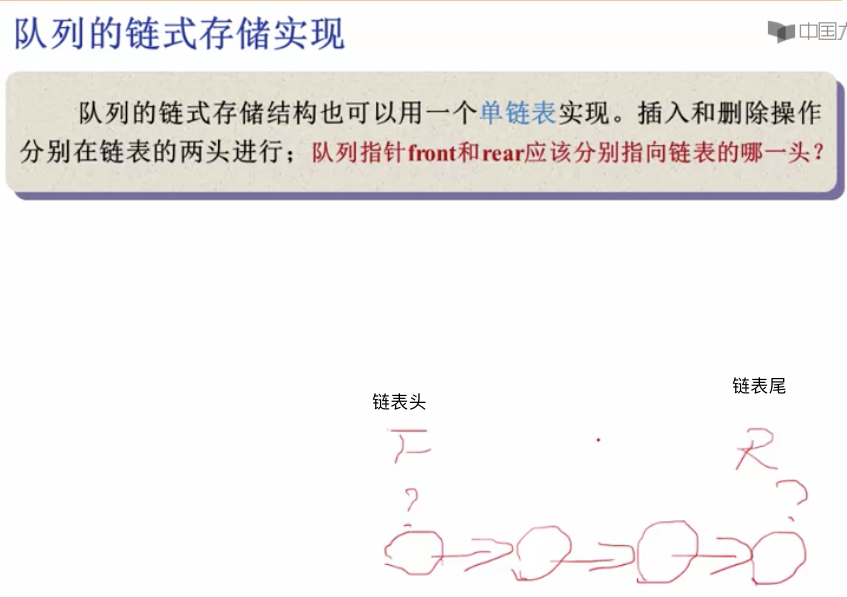 队列的链式存储实现
中国大
队列的链式存储结构也可以用一个单链表实现。插入和删除操作
分别在链表的两头进行；队列指针front和rear应该分别指向链表的哪一头？
链表头
链表尾
F
R
?
?